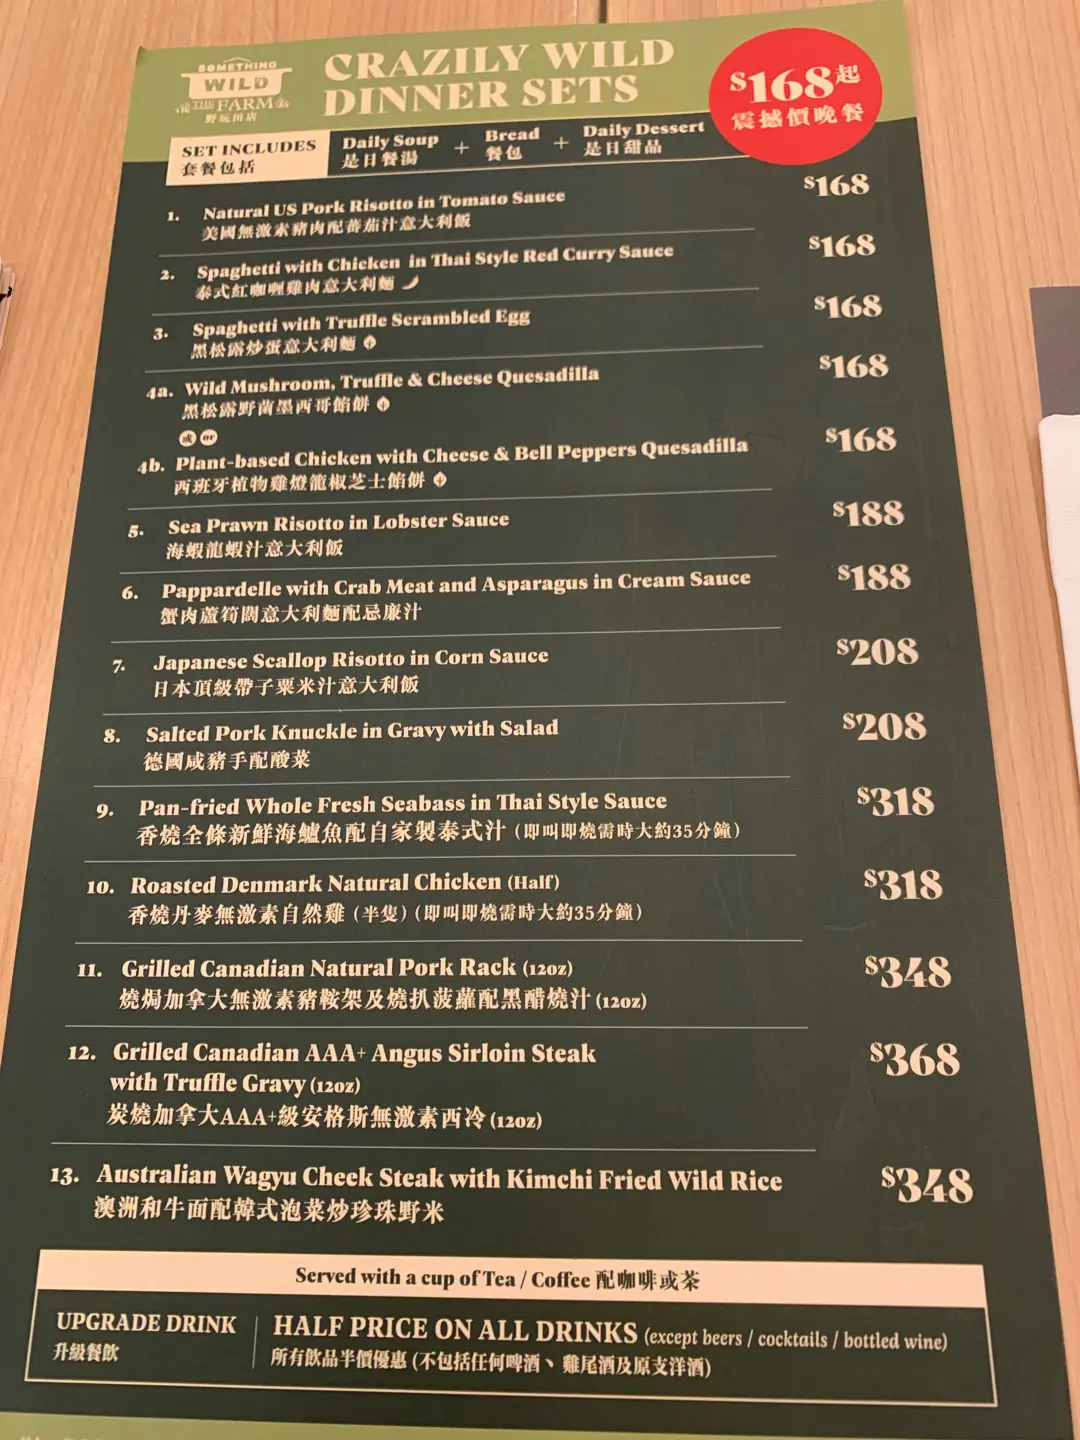 SOMETHING
WILD
FARM
野玩田店
CRAZILY WILD
DINNER SETS
$168起
震撼價晚餐
SET INCLUDES
套餐包括
Daily Soup + Bread + Daily Dessert
是日餐湯 餐包 是日甜品
1. Natural US Pork Risotto in Tomato Sauce $168
美國無激素豬肉配蕃茄汁意大利飯
2. Spaghetti with Chicken in Thai Style Red Curry Sauce $168
泰式紅咖喱雞肉意大利麵
3. Spaghetti with Truffle Scrambled Egg $168
黑松露炒蛋意大利麵
4a. Wild Mushroom, Truffle & Cheese Quesadilla $168
黑松露野菌墨西哥餡餅
或 or
4b. Plant-based Chicken with Cheese & Bell Peppers Quesadilla $168
西班牙植物雞燈籠椒芝士餡餅
5. Sea Prawn Risotto in Lobster Sauce $188
海蝦龍蝦汁意大利飯
6. Pappardelle with Crab Meat and Asparagus in Cream Sauce $188
蟹肉蘆筍闊意大利麵配忌廉汁
7. Japanese Scallop Risotto in Corn Sauce $208
日本頂級帶子粟米汁意大利飯
8. Salted Pork Knuckle in Gravy with Salad $208
德國咸豬手配酸菜
9. Pan-fried Whole Fresh Seabass in Thai Style Sauce $318
香燒全條新鮮海鱸魚配自家製泰式汁 (即叫即燒需時大約35分鐘)
10. Roasted Denmark Natural Chicken (Half) $318
香燒丹麥無激素自然雞 (半隻) (即叫即燒需時大約35分鐘)
11. Grilled Canadian Natural Pork Rack (12oz) $348
燒焗加拿大無激素豬鞍架及燒扒菠蘿配黑醋燒汁 (12oz)
12. Grilled Canadian AAA+ Angus Sirloin Steak
with Truffle Gravy (12oz) $368
炭燒加拿大AAA+級安格斯無激素西冷 (12oz)
13. Australian Wagyu Cheek Steak with Kimchi Fried Wild Rice $348
澳洲和牛面配韓式泡菜炒珍珠野米
Served with a cup of Tea / Coffee 配咖啡或茶
UPGRADE DRINK
升級餐飲
HALF PRICE ON ALL DRINKS (except beers / cocktails / bottled wine)
所有飲品半價優惠 (不包括任何啤酒、雞尾酒及原支洋酒)